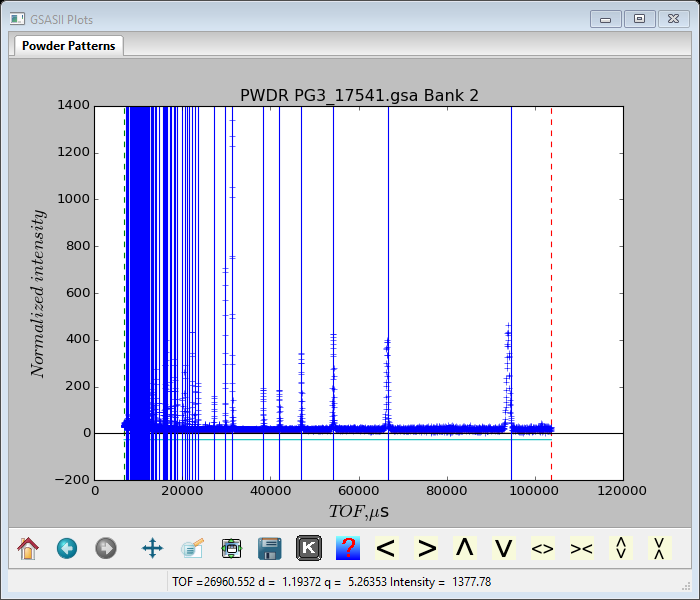 GSASII Plots
Powder Patterns
PWDR PG3_17541.gsa Bank 2
1400
1200
1000
800
600
400
200
0
−200
Normalized intensity
0 20000 40000 60000 80000 100000 120000
TOF,μs
K ? < > Λ V <> ><
TOF =26960.552 d = 1.19372 q = 5.26353 Intensity = 1377.78